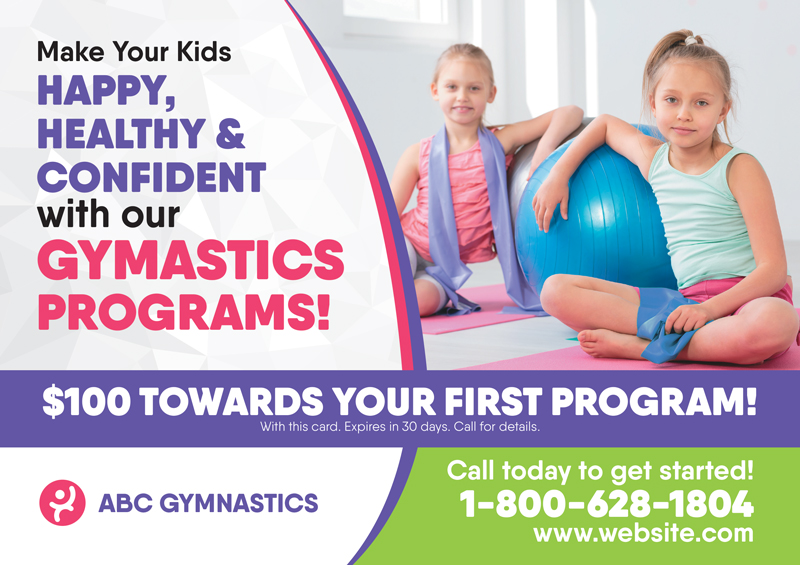 Make Your Kids
HAPPY,
HEALTHY &
CONFIDENT
with our
GYMASTICS
PROGRAMS!
$100 TOWARDS YOUR FIRST PROGRAM!
With this card. Expires in 30 days. Call for details.
ABC GYMNASTICS
Call today to get started!
1-800-628-1804
www.website.com